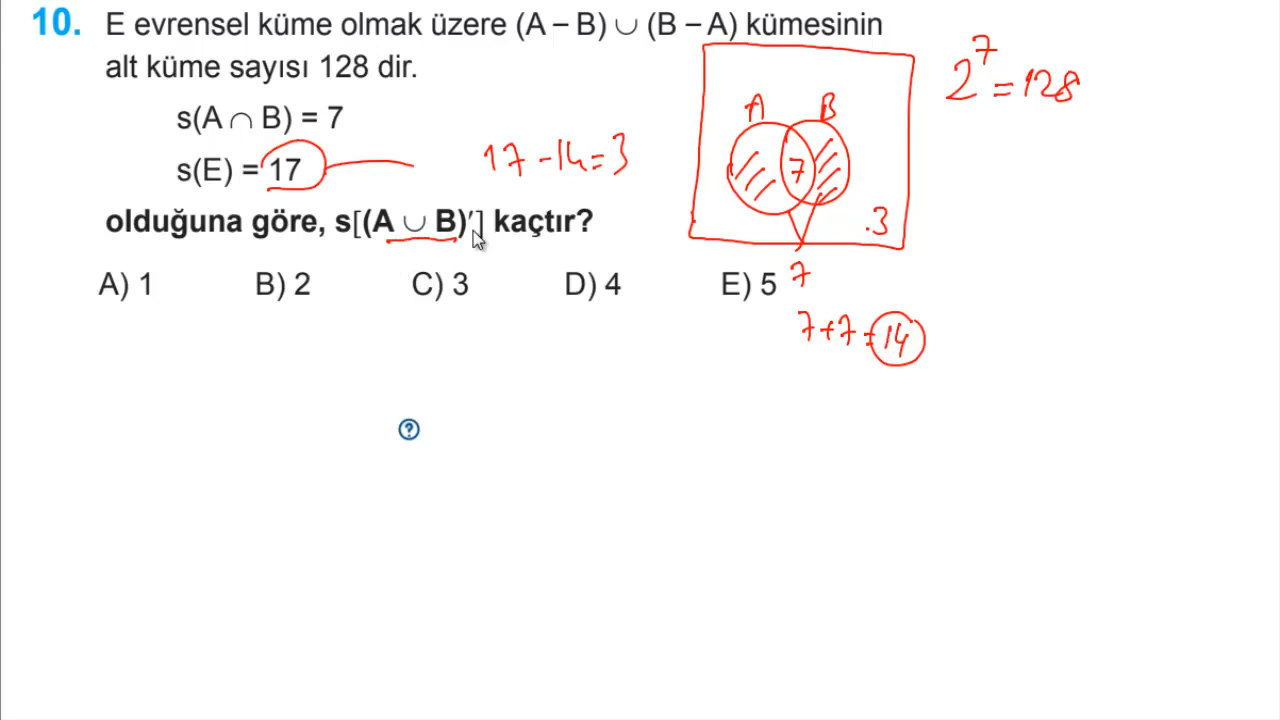 10. E evrensel küme olmak üzere (A – B) ∪ (B – A) kümesinin
alt küme sayısı 128 dir.
s(A ∩ B) = 7
s(E) = 17
olduğuna göre, s[(A ∪ B)′] kaçtır?
A) 1 B) 2 C) 3 D) 4 E) 5
17 - 14 = 3
A B
7
.3
7
7+7=14
2^7 = 128
?